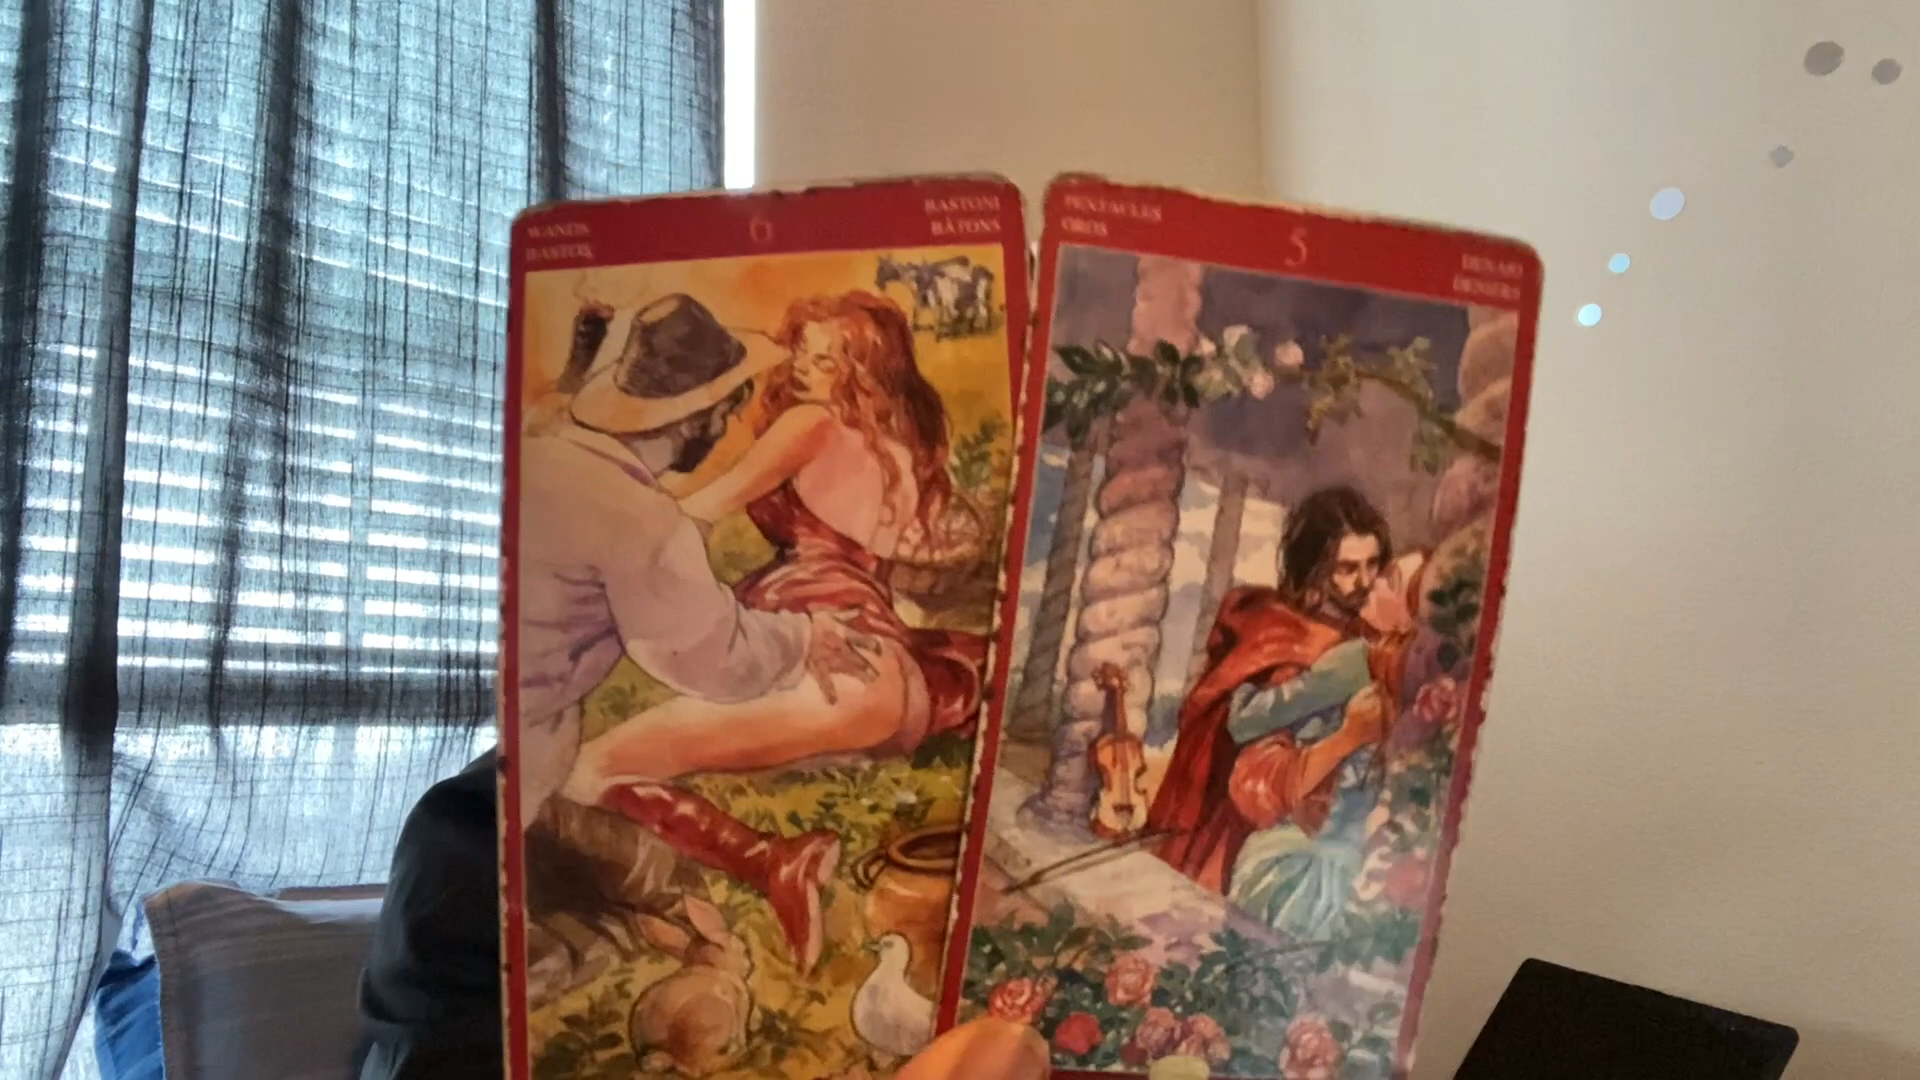 WANDS
BASTOS
6
BASTONI
BÂTONS
PENTACLES
OROS
5
DENARI
DENIERS